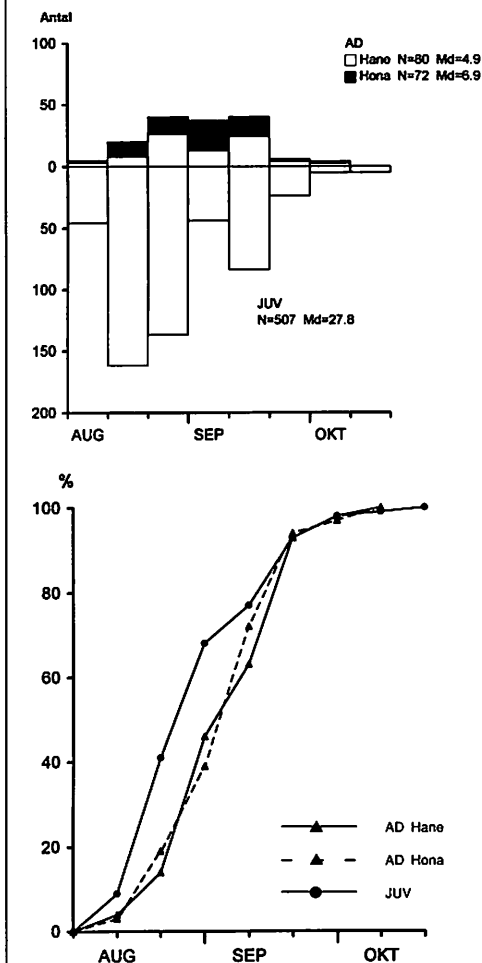 Antal
AD
Hane N=80 Md=4.9
Hona N=72 Md=6.9
100
50
0
50
100
150
200
JUV
N=507 Md=27.8
AUG SEP OKT
%
100
80
60
40
20
0
AD Hane
AD Hona
JUV
AUG SEP OKT